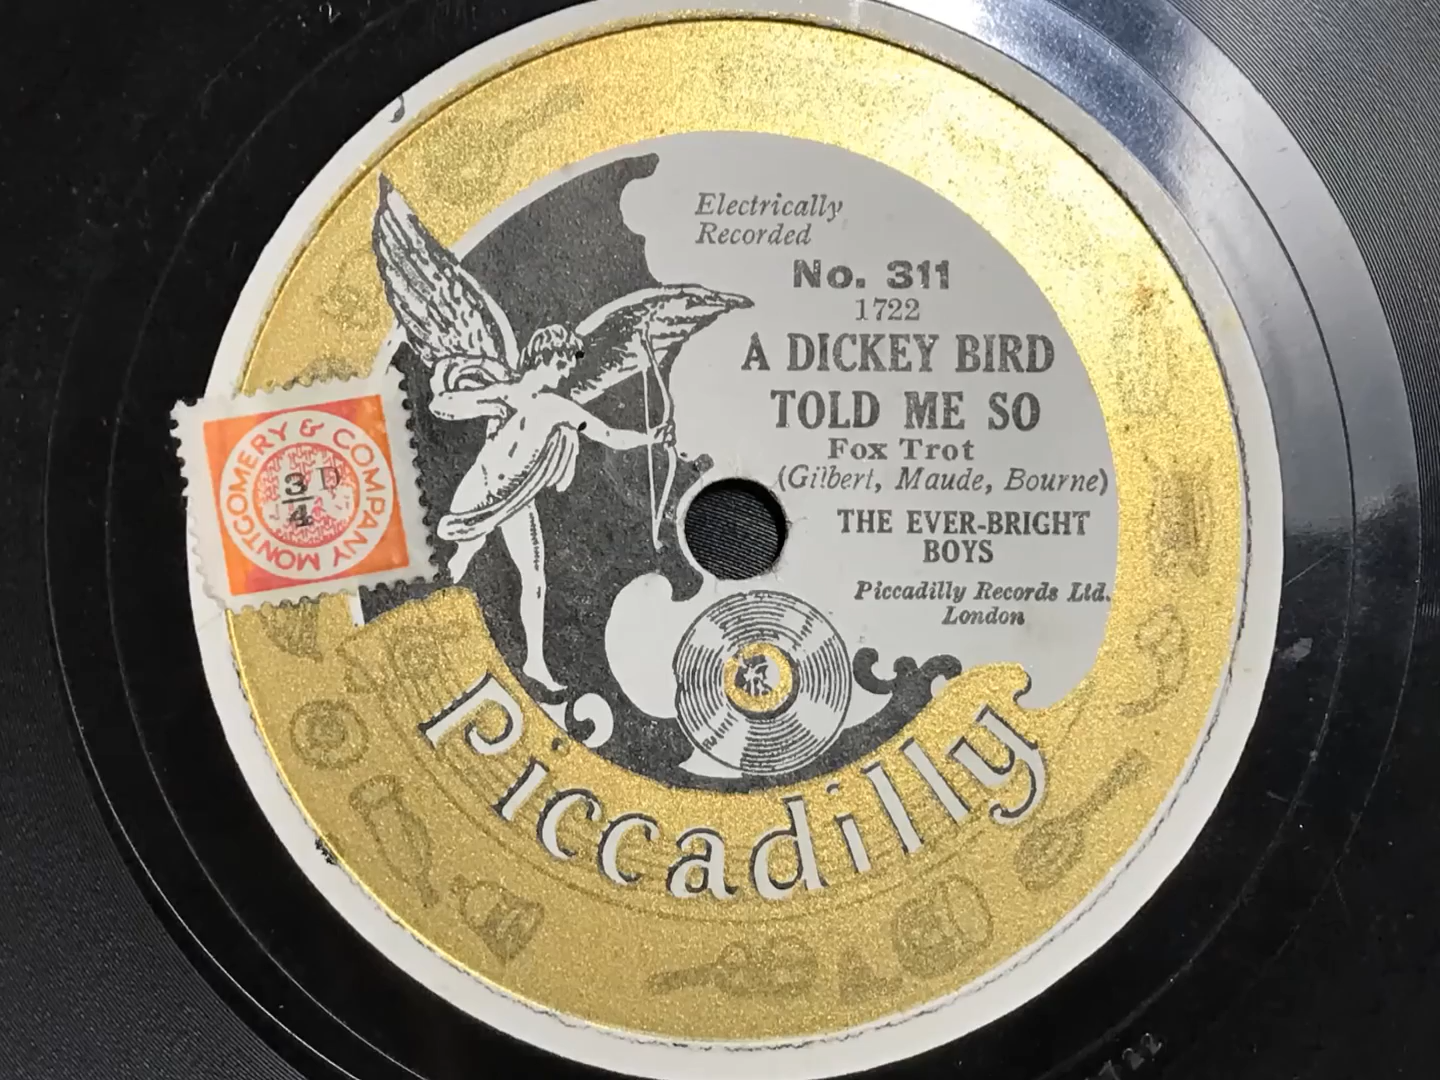 Electrically
Recorded
No. 311
1722
A DICKEY BIRD
TOLD ME SO
Fox Trot
(Gilbert, Maude, Bourne)
THE EVER-BRIGHT
BOYS
Piccadilly Records Ltd.
London
Piccadilly
MONTGOMERY & COMPANY
3/4 D